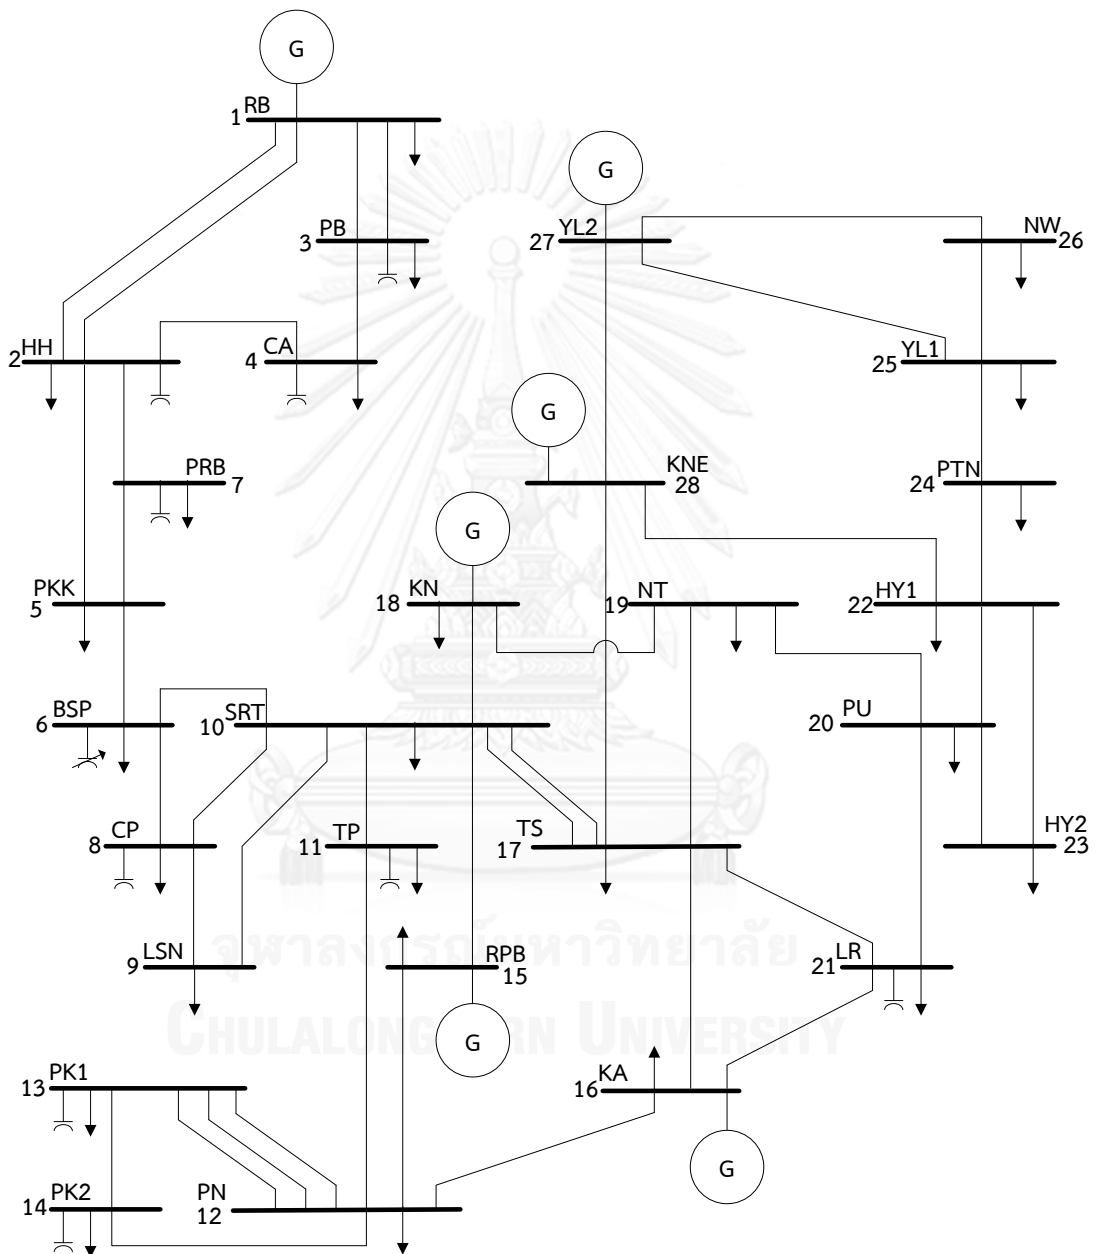 G
RB
1
G
PB
3
YL2
27
NW
26
HH
2
CA
4
YL1
25
G
PRB
7
KNE
28
PTN
24
G
PKK
5
KN
18
NT
19
HY1
22
BSP
6
SRT
10
PU
20
CP
8
TP
11
TS
17
HY2
23
จุฬาลงกรณ์มหาวิทยาลัย
LSN
9
RPB
15
LR
21
CHULALONGKORN UNIVERSITY
G
PK1
13
KA
16
G
PK2
14
PN
12